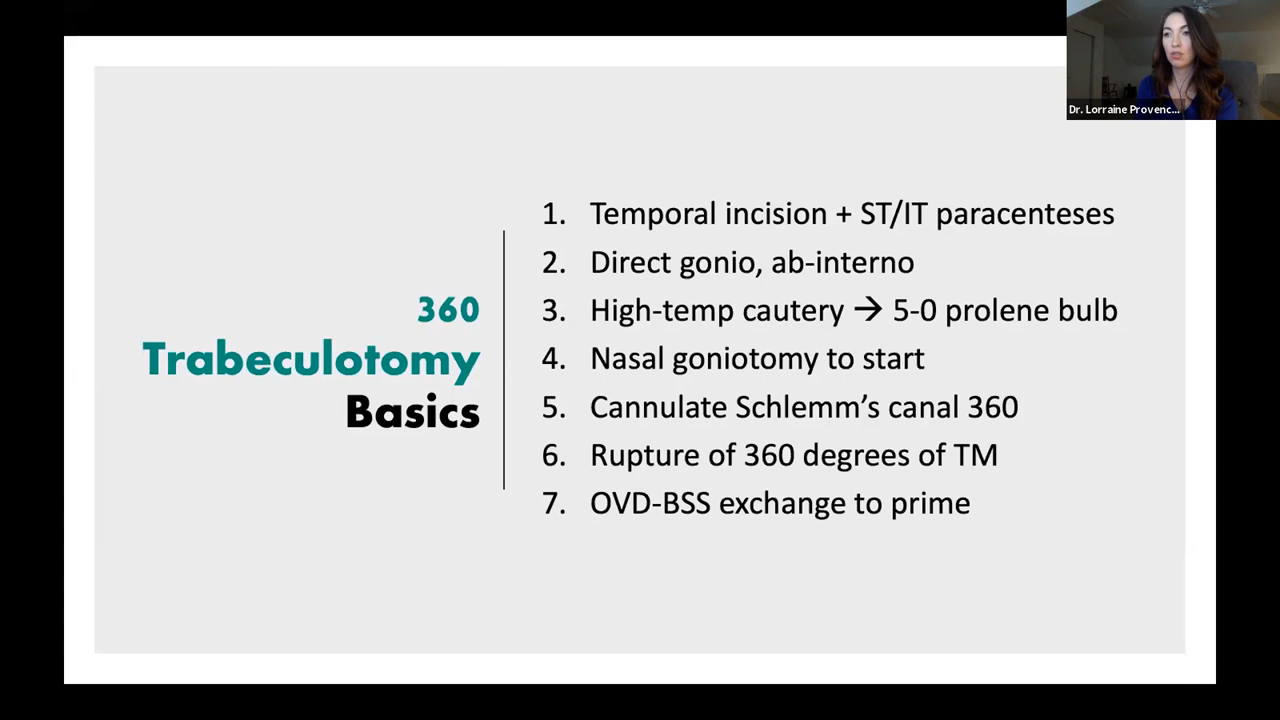 Dr. Lorraine Provenc...
360
Trabeculotomy
Basics
1. Temporal incision + ST/IT paracenteses
2. Direct gonio, ab-interno
3. High-temp cautery → 5-0 prolene bulb
4. Nasal goniotomy to start
5. Cannulate Schlemm’s canal 360
6. Rupture of 360 degrees of TM
7. OVD-BSS exchange to prime